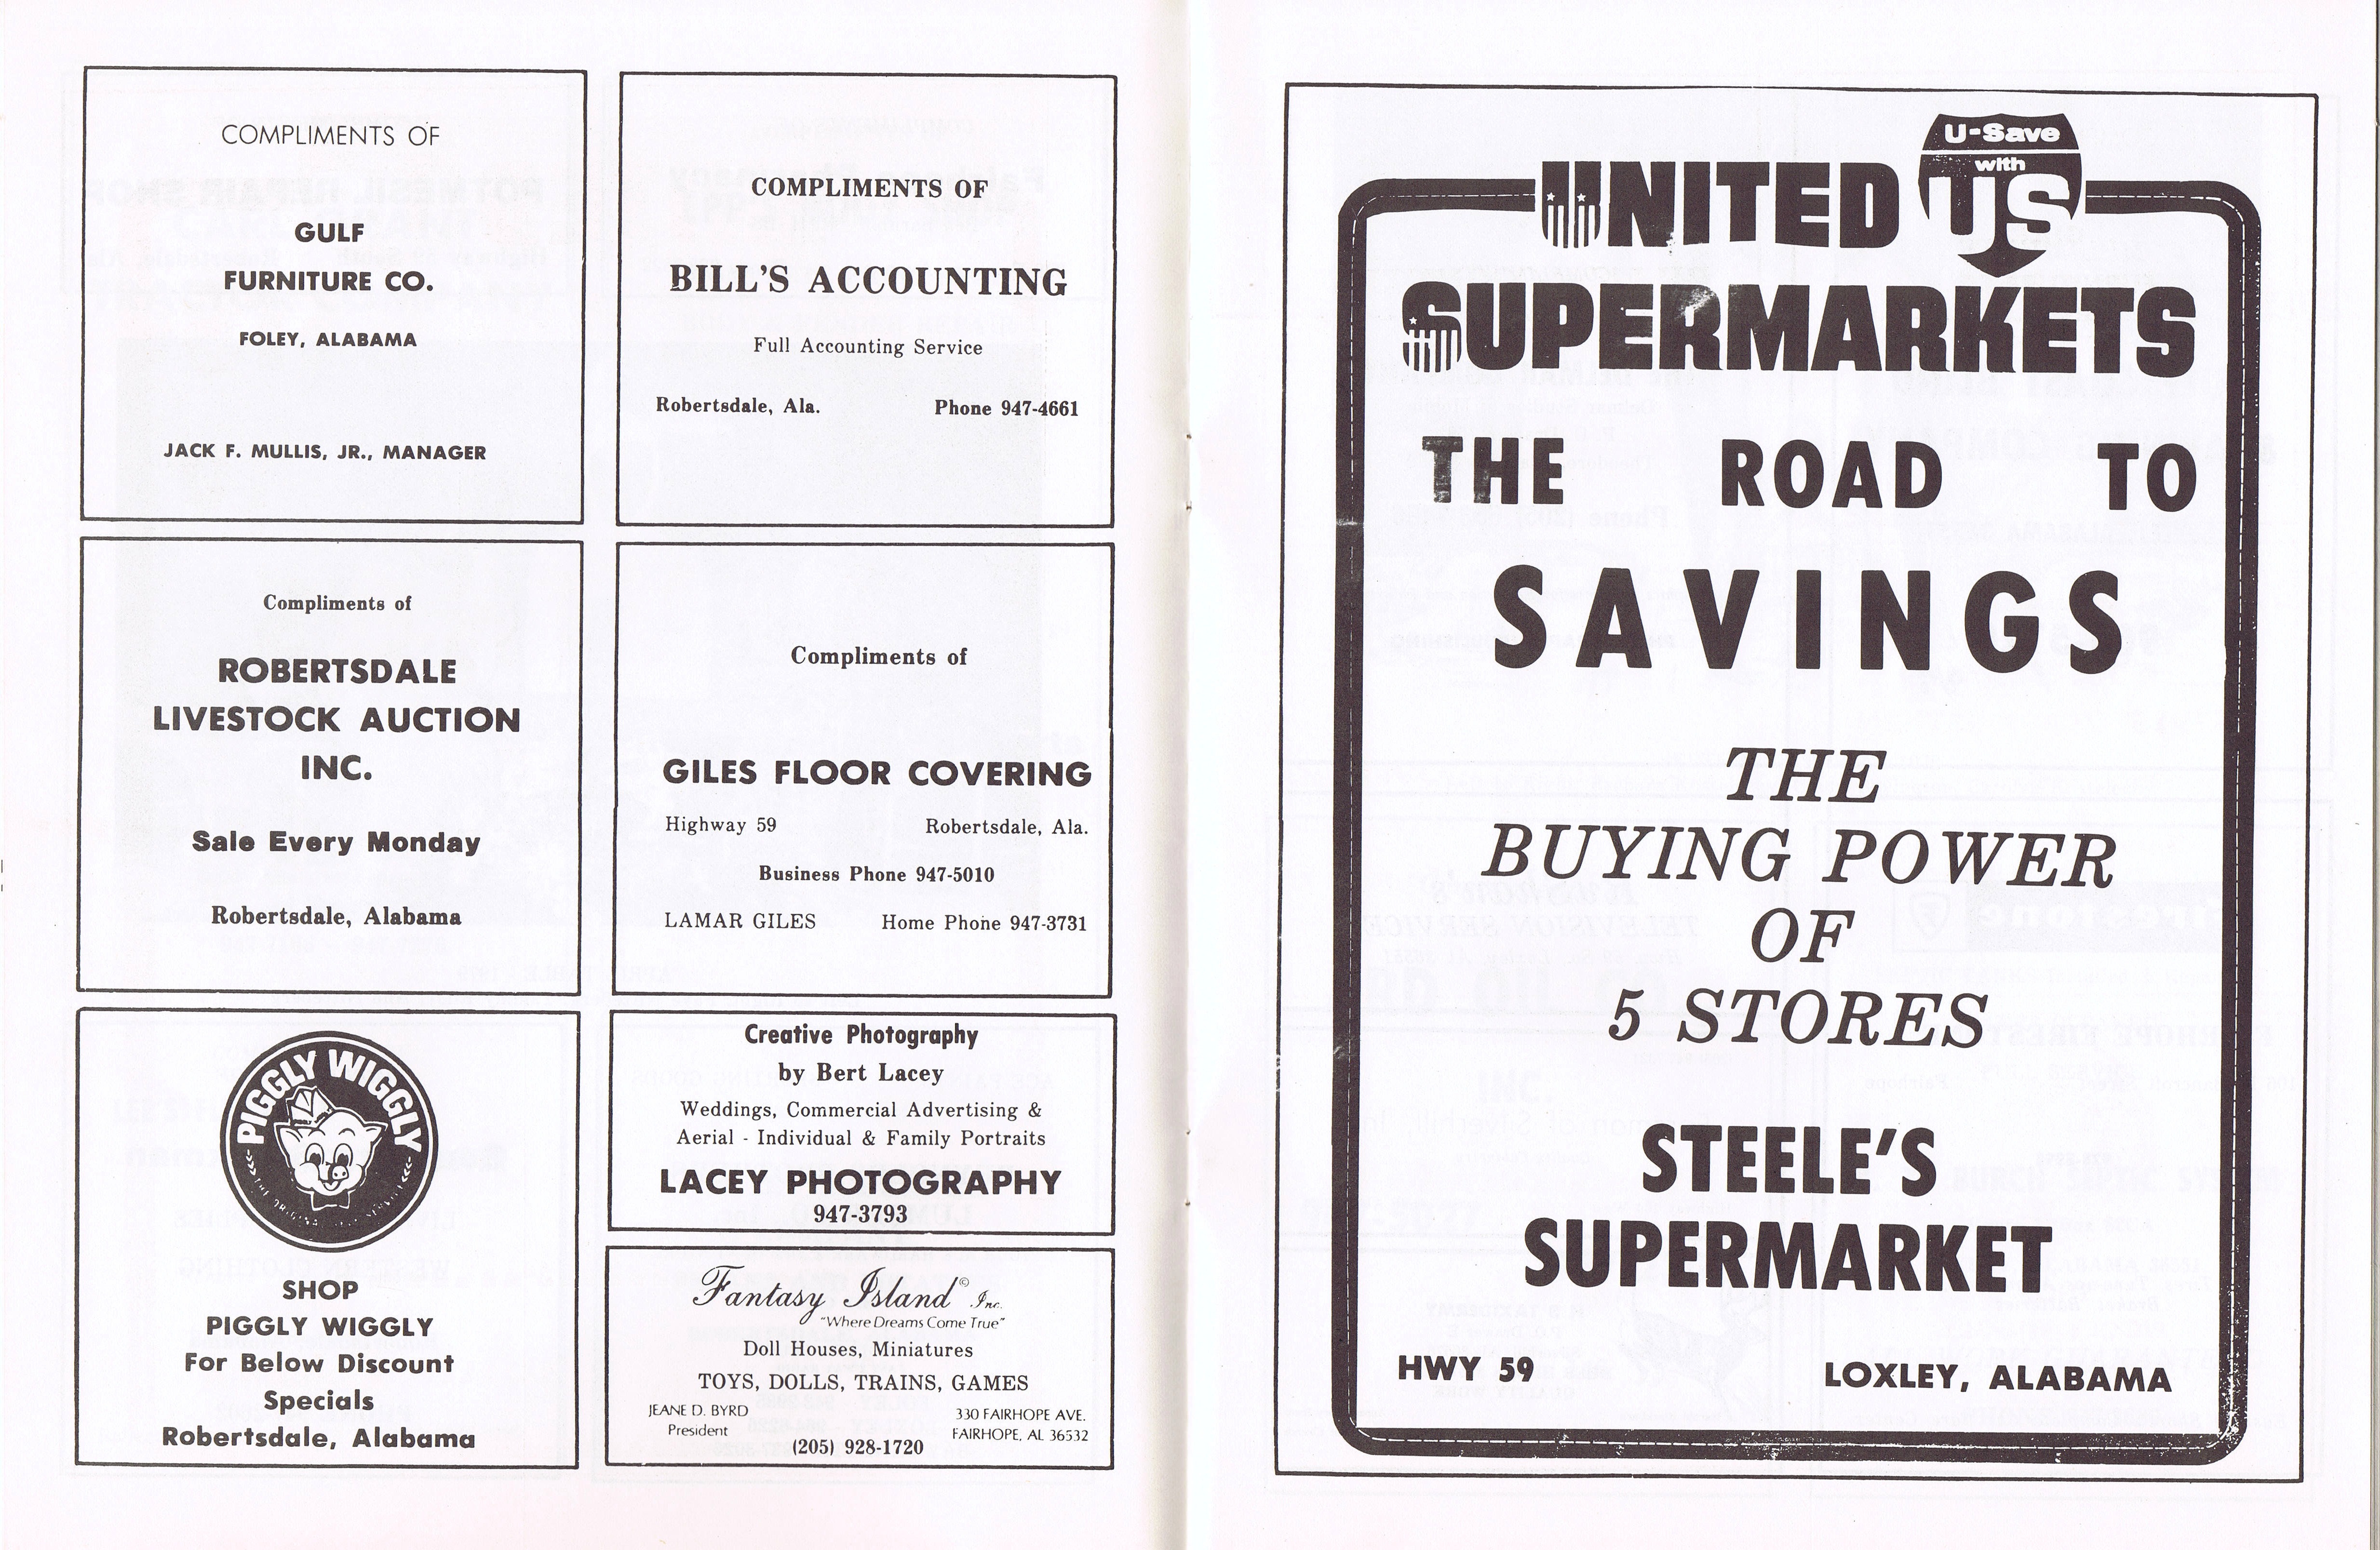 COMPLIMENTS OF
GULF
FURNITURE CO.
FOLEY, ALABAMA
JACK F. MULLIS, JR., MANAGER
COMPLIMENTS OF
BILL'S ACCOUNTING
Full Accounting Service
Robertsdale, Ala. Phone 947-4661
Compliments of
ROBERTSDALE
LIVESTOCK AUCTION
INC.
Sale Every Monday
Robertsdale, Alabama
Compliments of
GILES FLOOR COVERING
Highway 59 Robertsdale, Ala.
Business Phone 947-5010
LAMAR GILES Home Phone 947-3731
PIGGLY WIGGLY
SHOP
PIGGLY WIGGLY
For Below Discount
Specials
Robertsdale, Alabama
Creative Photography
by Bert Lacey
Weddings, Commercial Advertising &
Aerial - Individual & Family Portraits
LACEY PHOTOGRAPHY
947-3793
Fantasy Island © Inc.
"Where Dreams Come True"
Doll Houses, Miniatures
TOYS, DOLLS, TRAINS, GAMES
JEANE D. BYRD 330 FAIRHOPE AVE.
President FAIRHOPE, AL 36532
(205) 928-1720
U-Save
with
US
UNITED
SUPERMARKETS
THE ROAD TO
SAVINGS
THE
BUYING POWER
OF
5 STORES
STEELE'S
SUPERMARKET
HWY 59 LOXLEY, ALABAMA